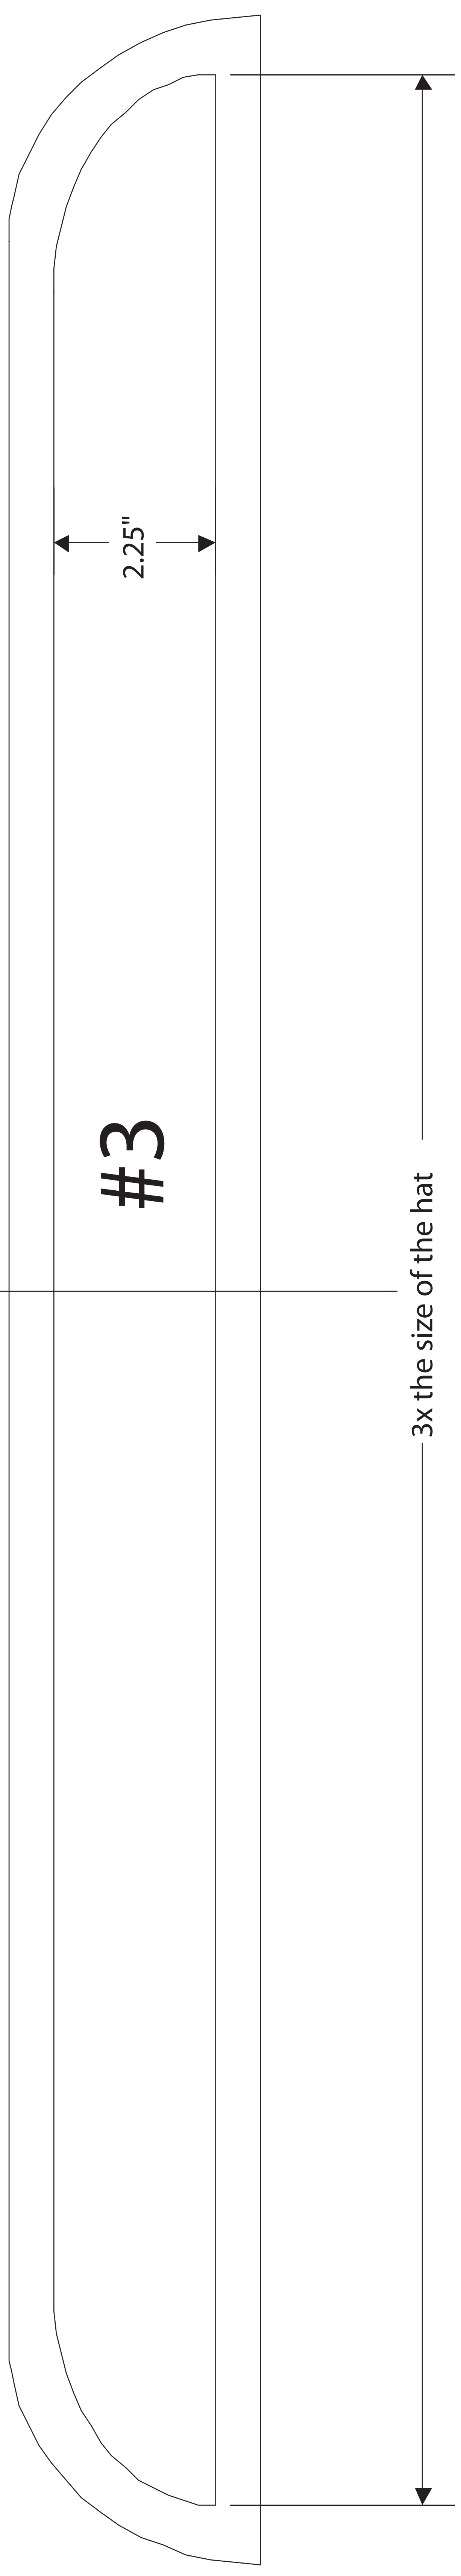 2.25"
#3
3x the size of the hat